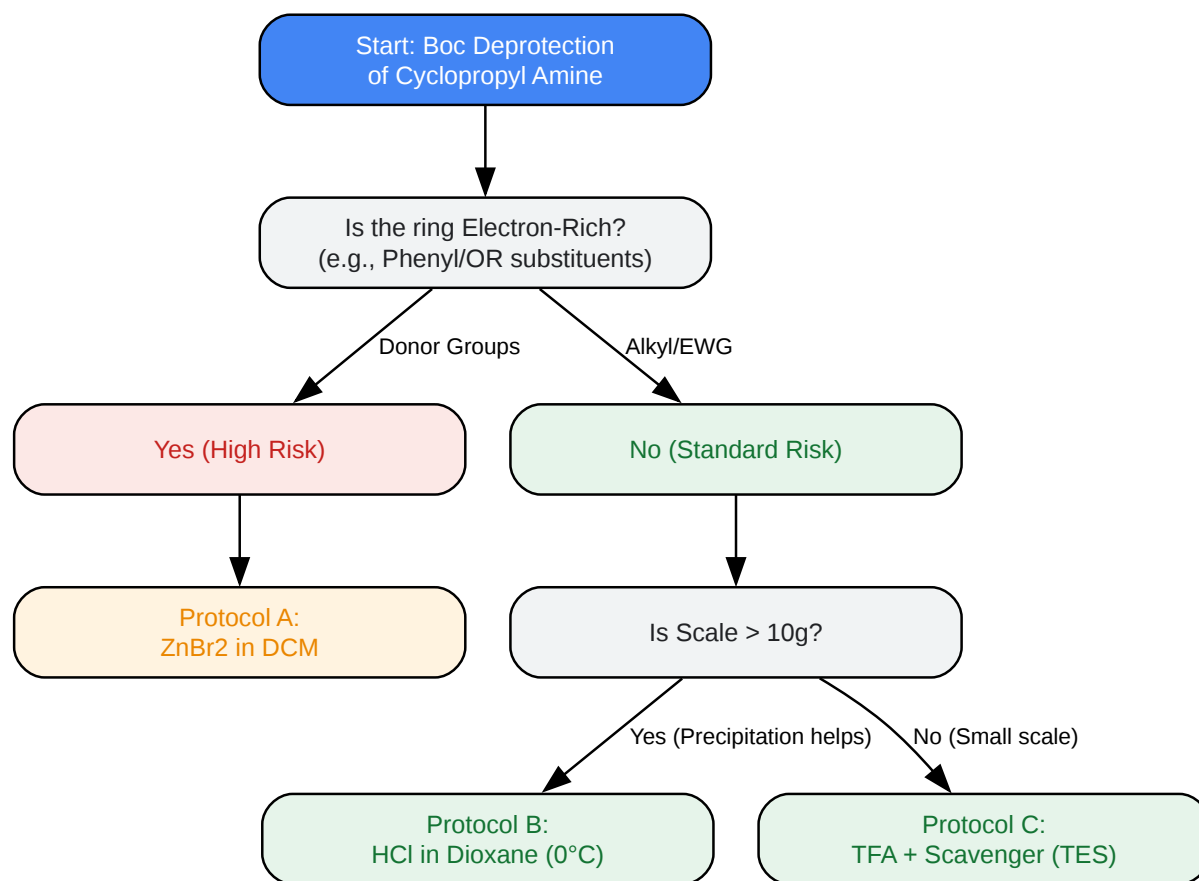 Start: Boc Deprotection
of Cyclopropyl Amine
Is the ring Electron-Rich?
(e.g., Phenyl/OR substituents)
Donor Groups
Alkyl/EWG
Yes (High Risk)
No (Standard Risk)
Protocol A:
ZnBr2 in DCM
Is Scale > 10g?
Yes (Precipitation helps)
No (Small scale)
Protocol B:
HCl in Dioxane (0°C)
Protocol C:
TFA + Scavenger (TES)